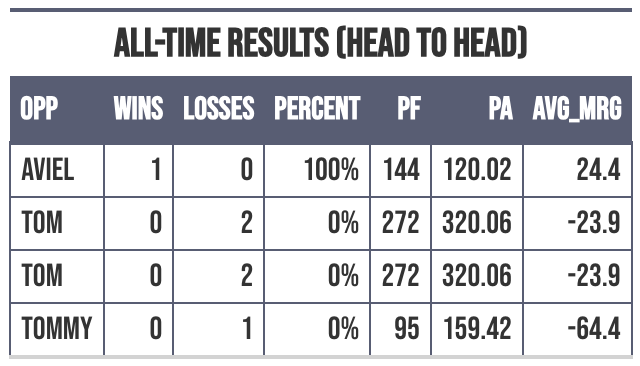 ALL-TIME RESULTS (HEAD TO HEAD)
OPP WINS LOSSES PERCENT PF PA AVG_MRG
AVIEL 1 0 100% 144 120.02 24.4
TOM 0 2 0% 272 320.06 -23.9
TOM 0 2 0% 272 320.06 -23.9
TOMMY 0 1 0% 95 159.42 -64.4